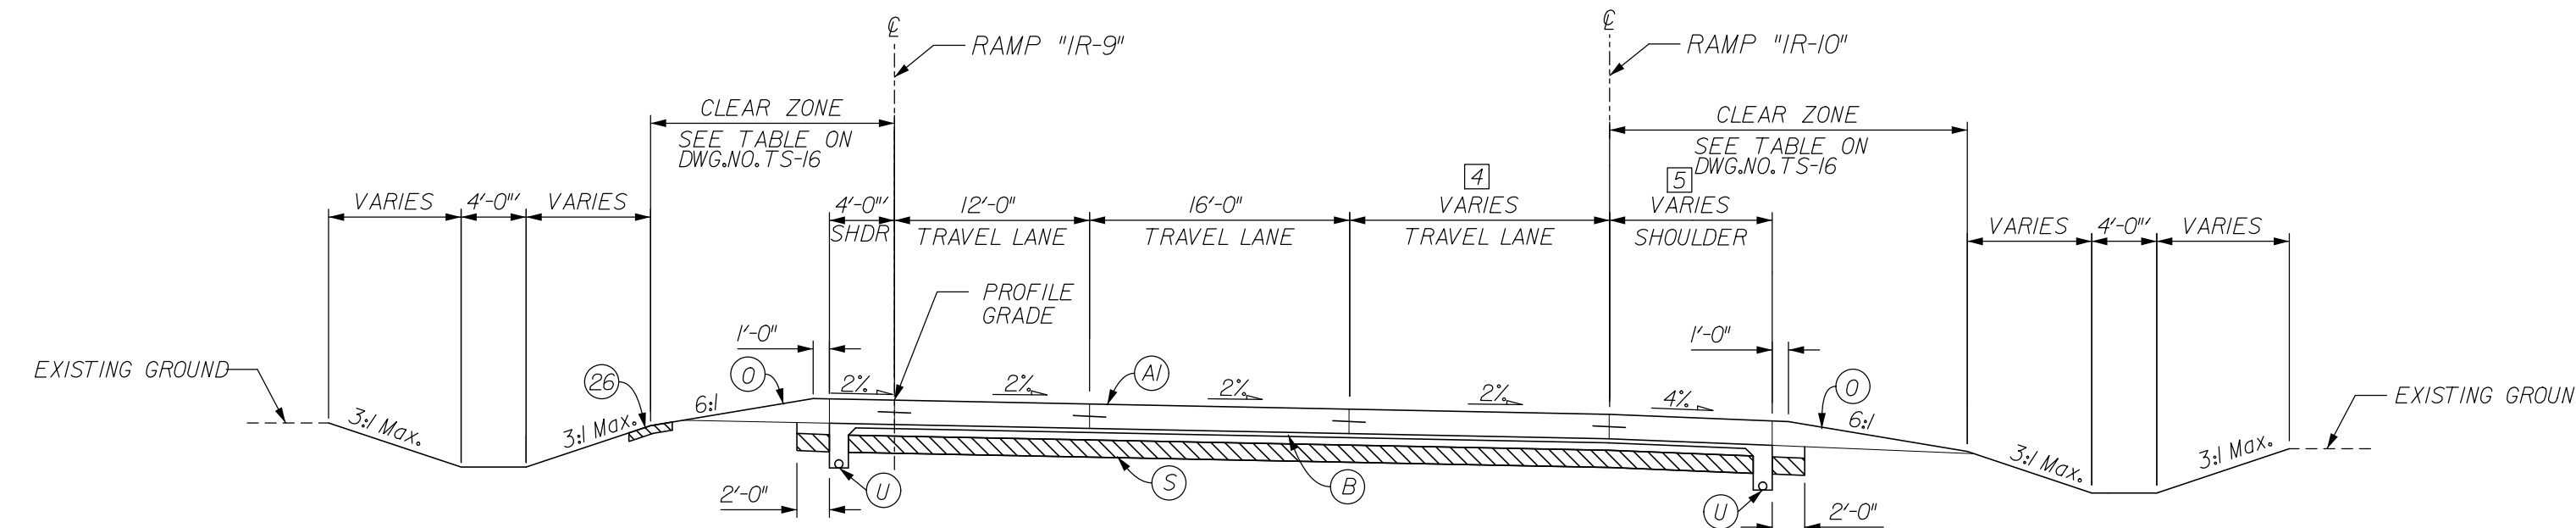 ℄
℄
RAMP "IR-9"
RAMP "IR-10"
CLEAR ZONE
SEE TABLE ON
DWG.NO.TS-16
CLEAR ZONE
SEE TABLE ON
DWG.NO.TS-16
4
5
VARIES
4'-0"'
VARIES
4'-0"'
SHDR
12'-0"
TRAVEL LANE
16'-0"
TRAVEL LANE
VARIES
TRAVEL LANE
VARIES
SHOULDER
VARIES
4'-0"'
VARIES
PROFILE
GRADE
1'-0"
1'-0"
EXISTING GROUND
26
O
A1
O
EXISTING GROUN
3:1 Max.
3:1 Max.
6:1
2%
2%
2%
2%
4%
6:1
3:1 Max.
3:1 Max.
2'-0"
U
S
B
U
2'-0"